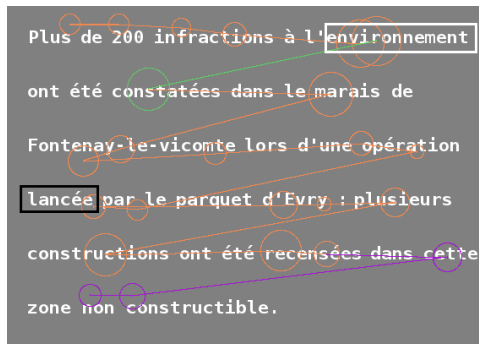 Plus de 200 infractions à l'environnement
ont été constatées dans le marais de
Fontenay-le-vicomte lors d'une opération
lancée par le parquet d'Evry : plusieurs
constructions ont été recensées dans cette
zone non constructible.